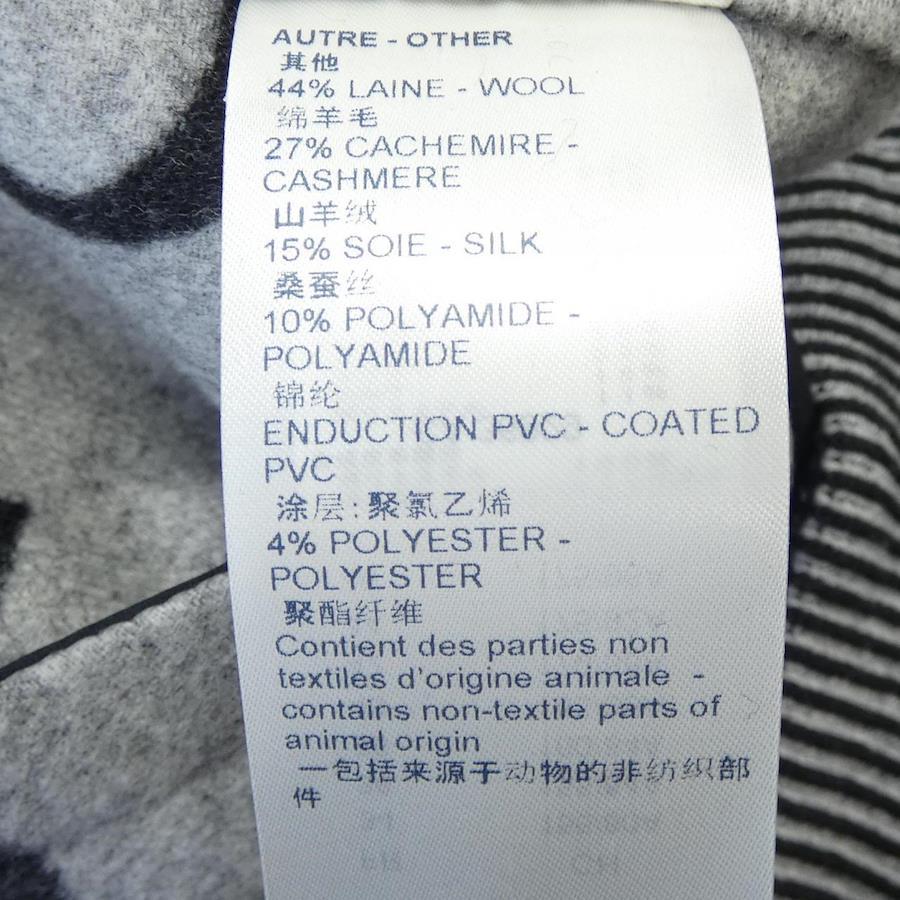 AUTRE - OTHER
其他
44% LAINE - WOOL
绵羊毛
27% CACHEMIRE -
CASHMERE
山羊绒
15% SOIE - SILK
桑蚕丝
10% POLYAMIDE -
POLYAMIDE
锦纶
ENDUCTION PVC - COATED
PVC
涂层:聚氯乙烯
4% POLYESTER -
POLYESTER
聚酯纤维
Contient des parties non
textiles d'origine animale -
contains non-textile parts of
animal origin
一包括来源于动物的非纺织部
件